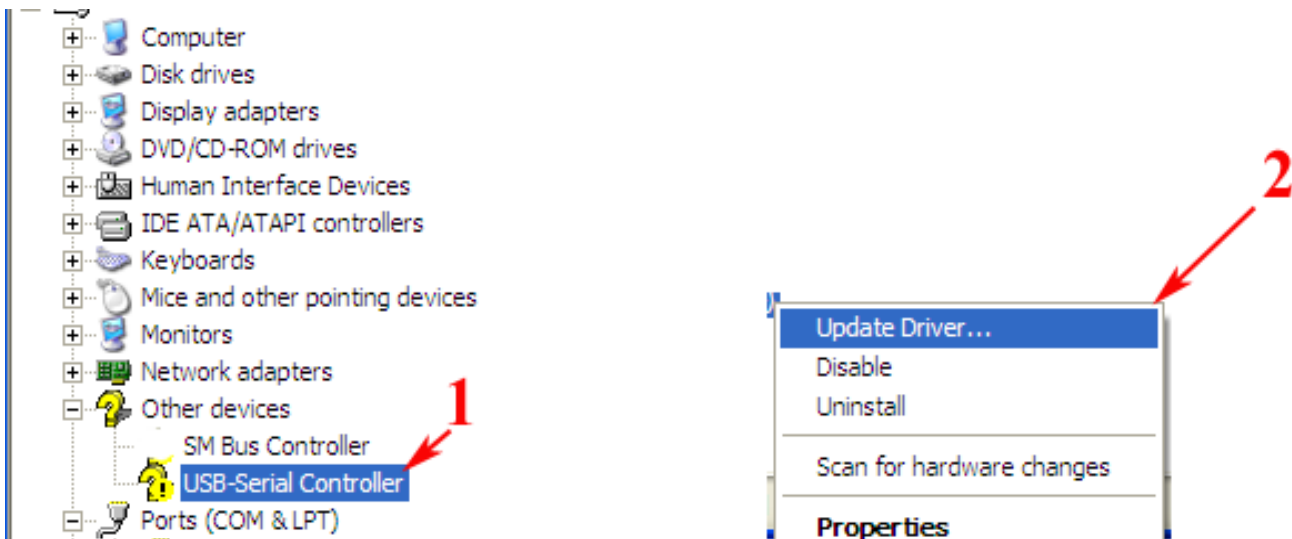 Computer
Disk drives
Display adapters
DVD/CD-ROM drives
Human Interface Devices
IDE ATA/ATAPI controllers
Keyboards
Mice and other pointing devices
Monitors
Network adapters
Other devices
SM Bus Controller
USB-Serial Controller
Ports (COM & LPT)
1
2
Update Driver...
Disable
Uninstall
Scan for hardware changes
Properties